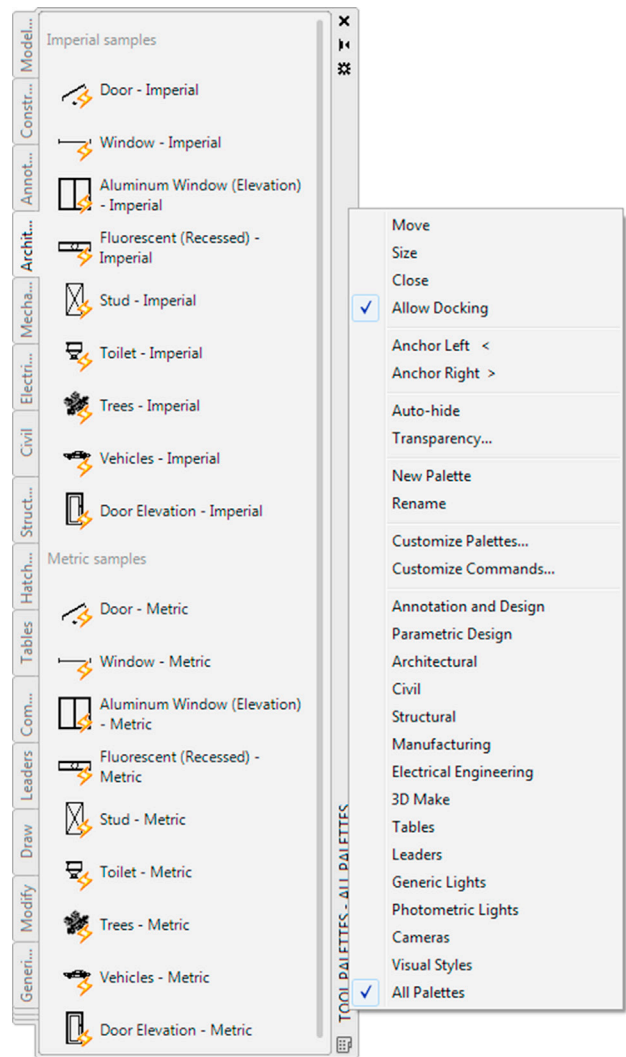 Model...
Constr...
Annot...
Archit...
Mecha...
Electri...
Civil
Struct...
Hatch...
Tables
Com...
Leaders
Draw
Modify
Generi...
Imperial samples
Door - Imperial
Window - Imperial
Aluminum Window (Elevation)
- Imperial
Fluorescent (Recessed) -
Imperial
Stud - Imperial
Toilet - Imperial
Trees - Imperial
Vehicles - Imperial
Door Elevation - Imperial
Metric samples
Door - Metric
Window - Metric
Aluminum Window (Elevation)
- Metric
Fluorescent (Recessed) -
Metric
Stud - Metric
Toilet - Metric
Trees - Metric
Vehicles - Metric
Door Elevation - Metric
TOOL PALETTES - ALL PALETTES
Move
Size
Close
Allow Docking
Anchor Left <
Anchor Right >
Auto-hide
Transparency...
New Palette
Rename
Customize Palettes...
Customize Commands...
Annotation and Design
Parametric Design
Architectural
Civil
Structural
Manufacturing
Electrical Engineering
3D Make
Tables
Leaders
Generic Lights
Photometric Lights
Cameras
Visual Styles
All Palettes